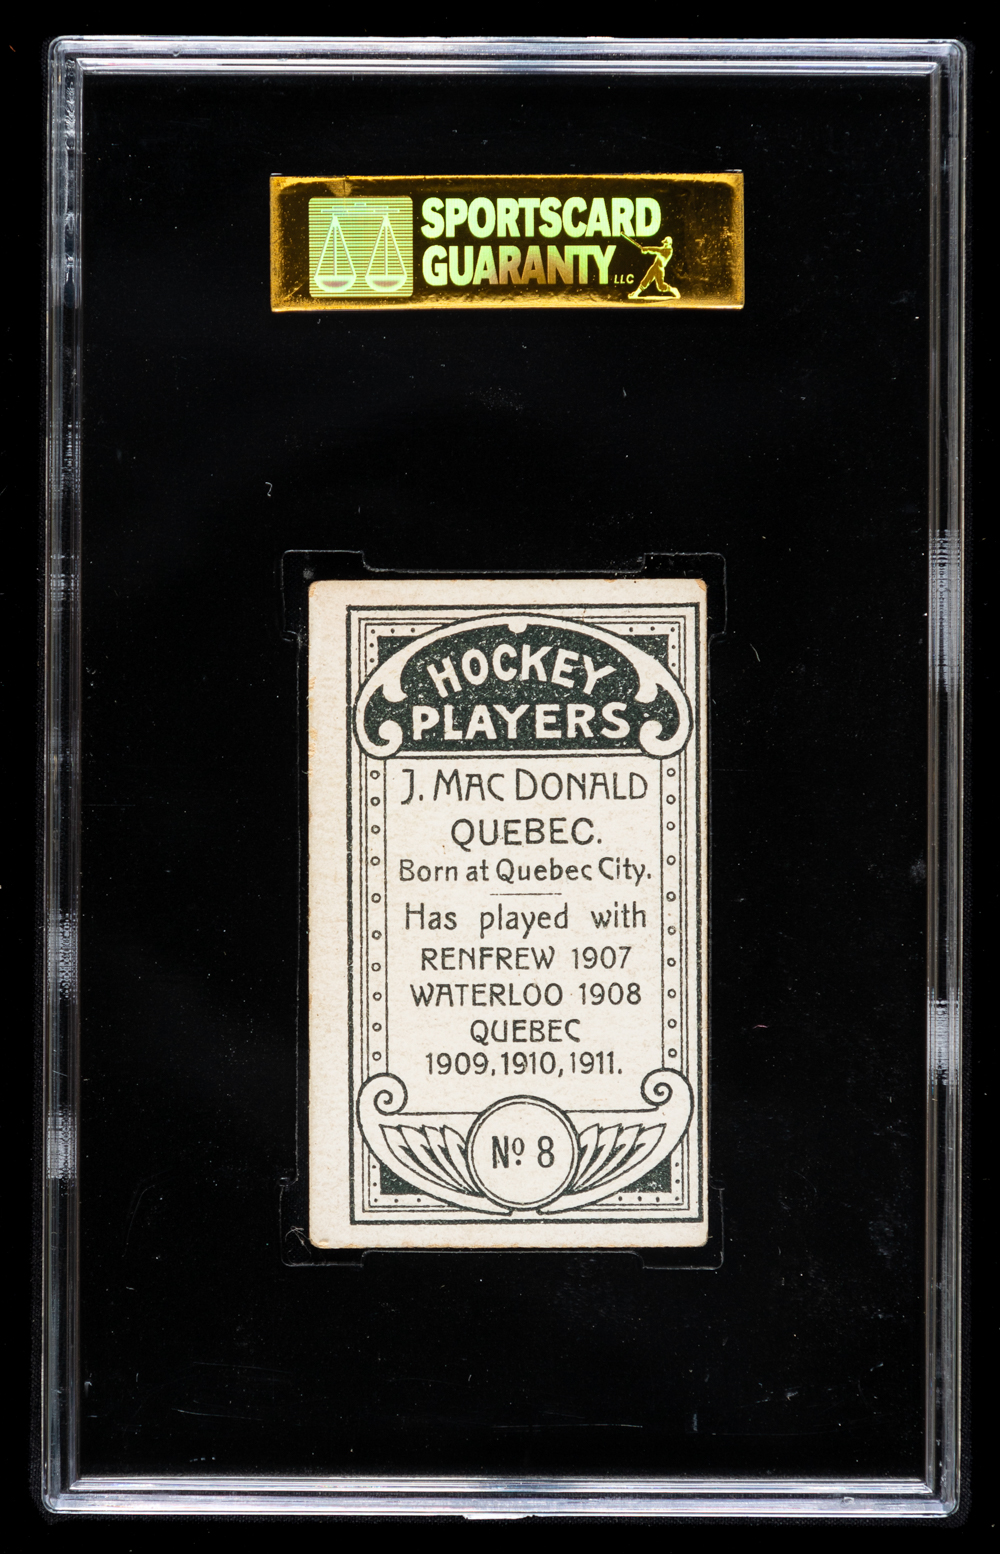 SPORTSCARD
GUARANTY LLC
HOCKEY
PLAYERS
J. MAC DONALD
QUEBEC.
Born at Quebec City.
Has played with
RENFREW 1907
WATERLOO 1908
QUEBEC
1909, 1910, 1911.
No. 8